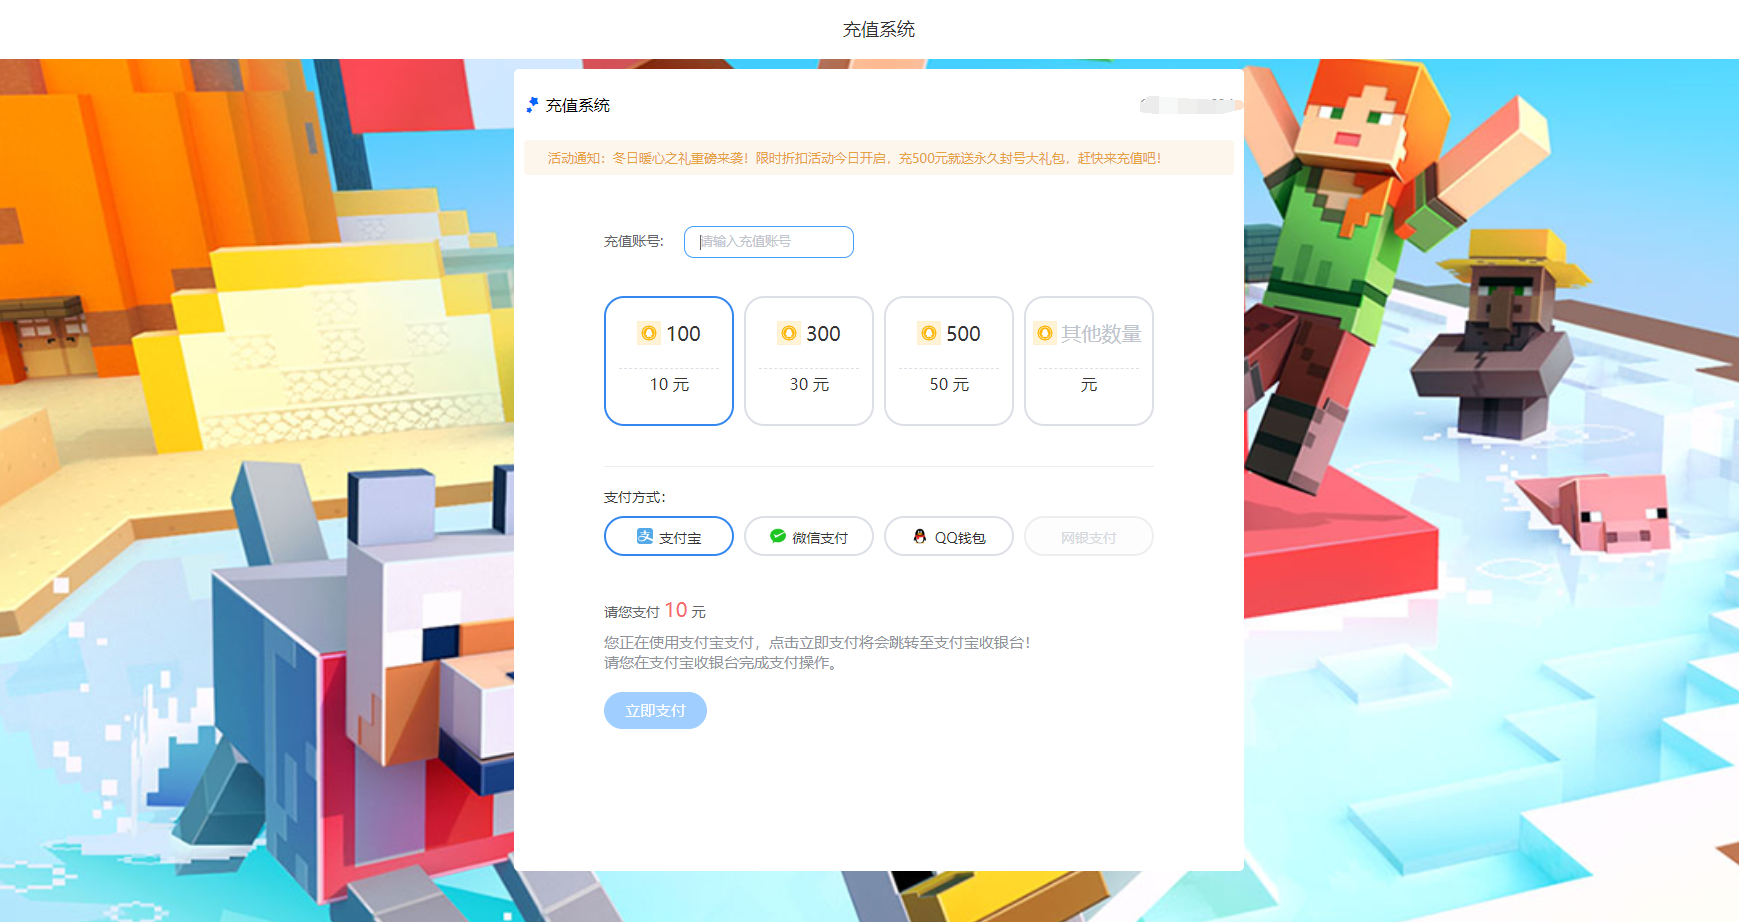 充值系统
充值系统
活动通知：冬日暖心之礼重磅来袭！限时折扣活动今日开启，充500元就送永久封号大礼包，赶快来充值吧！
充值账号:
请输入充值账号
100
300
500
其他数量
10 元
30 元
50 元
元
支付方式:
支付宝
微信支付
QQ钱包
网银支付
请您支付 10 元
您正在使用支付宝支付，点击立即支付将会跳转至支付宝收银台！
请您在支付宝收银台完成支付操作。
立即支付